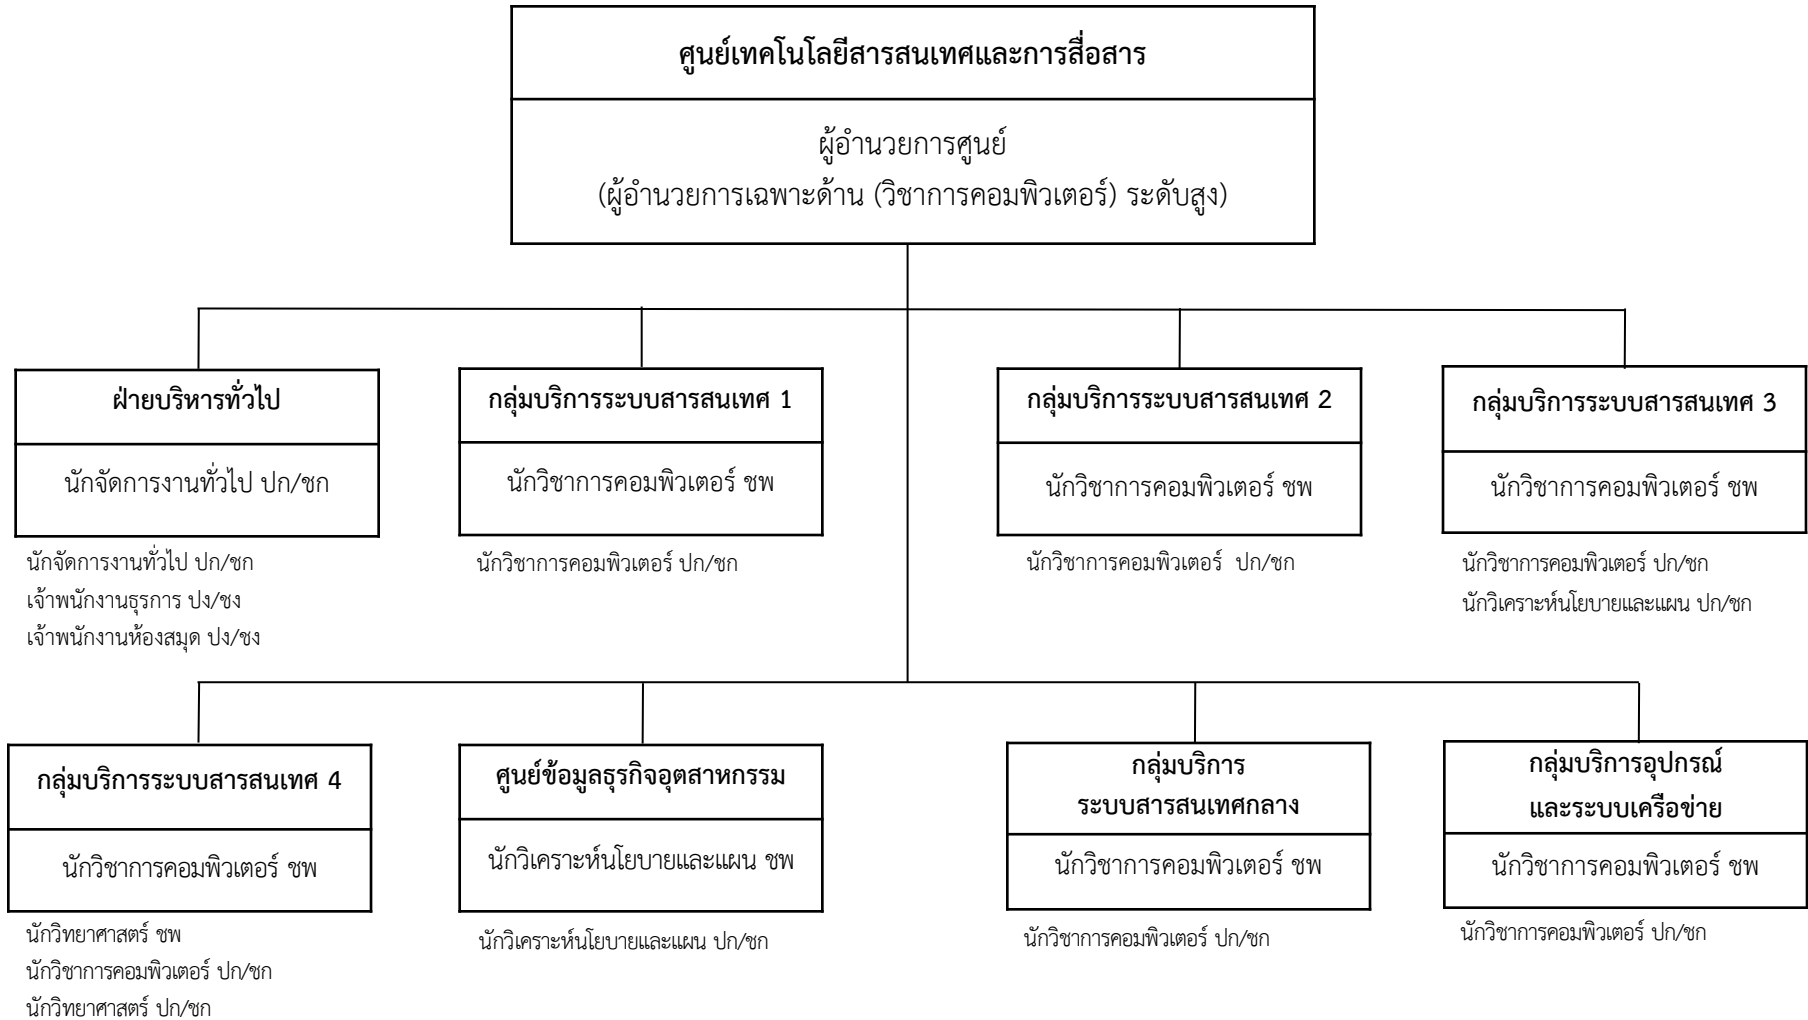 ศูนย์เทคโนโลยีสารสนเทศและการสื่อสาร
ผู้อำนวยการศูนย์
(ผู้อำนวยการเฉพาะด้าน (วิชาการคอมพิวเตอร์) ระดับสูง)
ฝ่ายบริหารทั่วไป
นักจัดการงานทั่วไป ปก/ชก
นักจัดการงานทั่วไป ปก/ชก
เจ้าพนักงานธุรการ ปง/ชง
เจ้าพนักงานห้องสมุด ปง/ชง
กลุ่มบริการระบบสารสนเทศ 1
นักวิชาการคอมพิวเตอร์ ชพ
นักวิชาการคอมพิวเตอร์ ปก/ชก
กลุ่มบริการระบบสารสนเทศ 2
นักวิชาการคอมพิวเตอร์ ชพ
นักวิชาการคอมพิวเตอร์ ปก/ชก
กลุ่มบริการระบบสารสนเทศ 3
นักวิชาการคอมพิวเตอร์ ชพ
นักวิชาการคอมพิวเตอร์ ปก/ชก
นักวิเคราะห์นโยบายและแผน ปก/ชก
กลุ่มบริการระบบสารสนเทศ 4
นักวิชาการคอมพิวเตอร์ ชพ
นักวิทยาศาสตร์ ชพ
นักวิชาการคอมพิวเตอร์ ปก/ชก
นักวิทยาศาสตร์ ปก/ชก
ศูนย์ข้อมูลธุรกิจอุตสาหกรรม
นักวิเคราะห์นโยบายและแผน ชพ
นักวิเคราะห์นโยบายและแผน ปก/ชก
กลุ่มบริการ
ระบบสารสนเทศกลาง
นักวิชาการคอมพิวเตอร์ ชพ
นักวิชาการคอมพิวเตอร์ ปก/ชก
กลุ่มบริการอุปกรณ์
และระบบเครือข่าย
นักวิชาการคอมพิวเตอร์ ชพ
นักวิชาการคอมพิวเตอร์ ปก/ชก